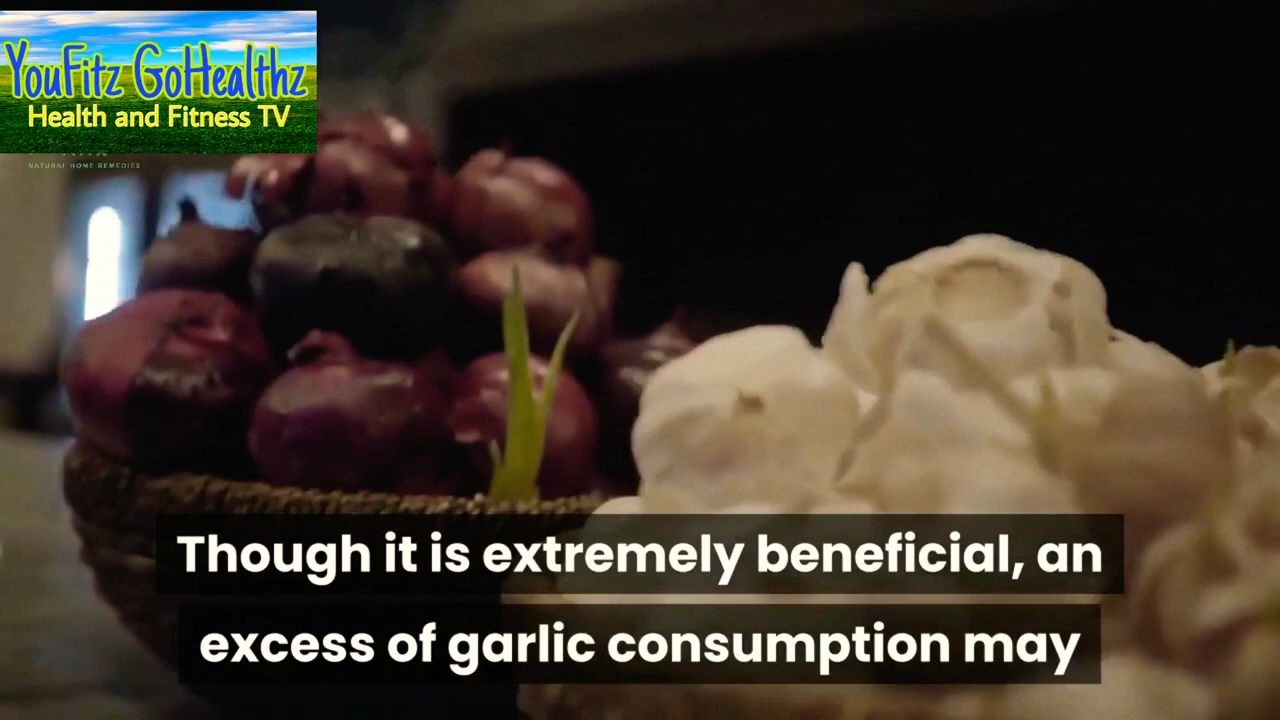 YouFitz GoHealthz
Health and Fitness TV
NATURAL HOME REMEDIES
Though it is extremely beneficial, an
excess of garlic consumption may